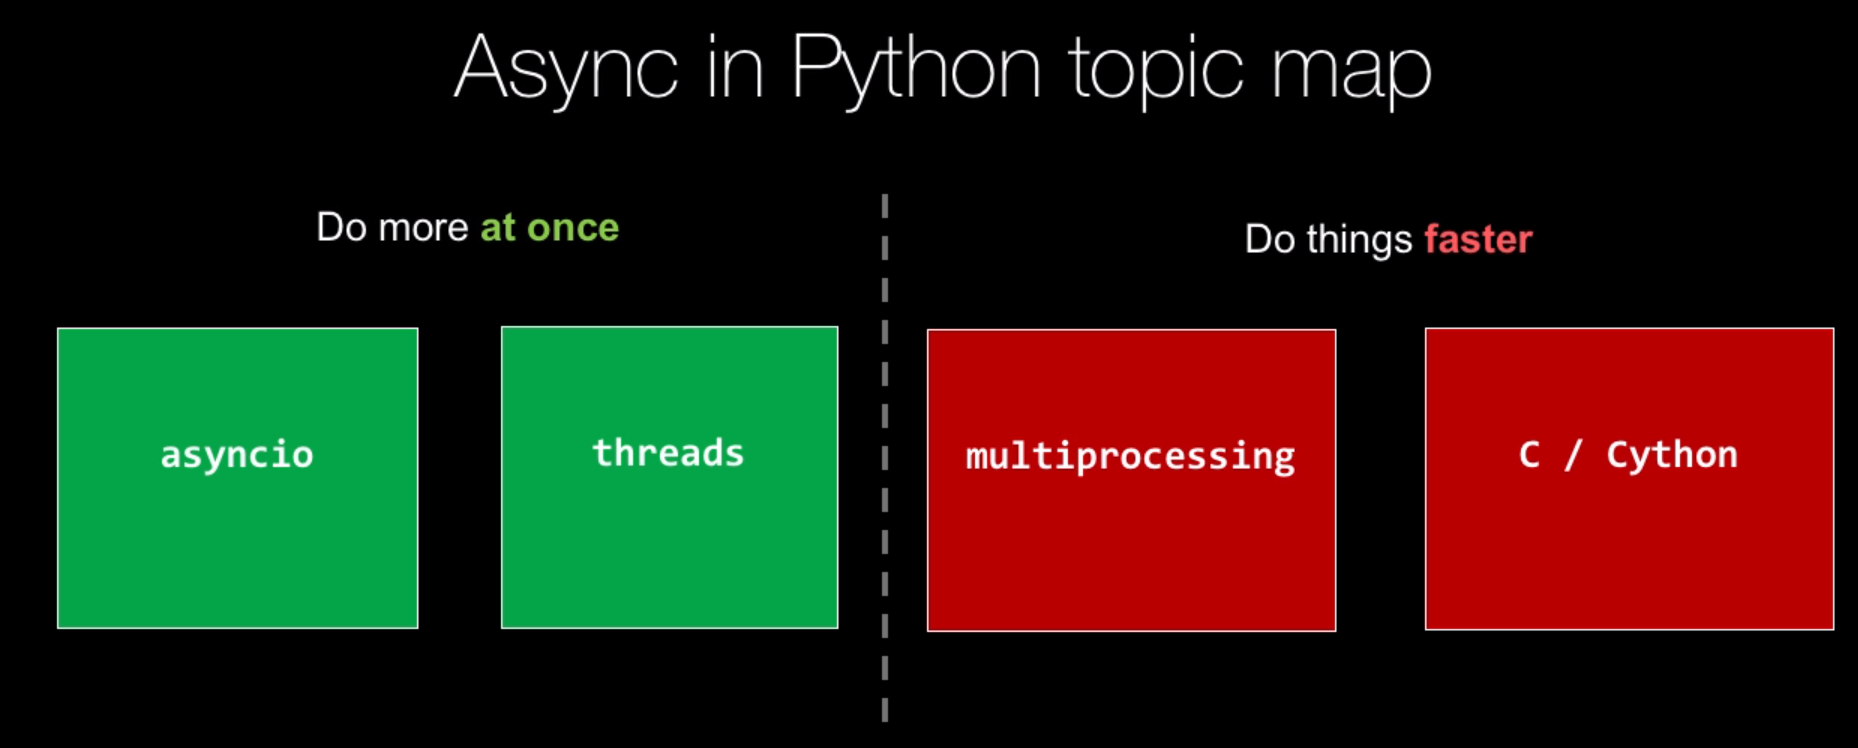 Async in Python topic map
Do more at once
Do things faster
asyncio
threads
multiprocessing
C / Cython